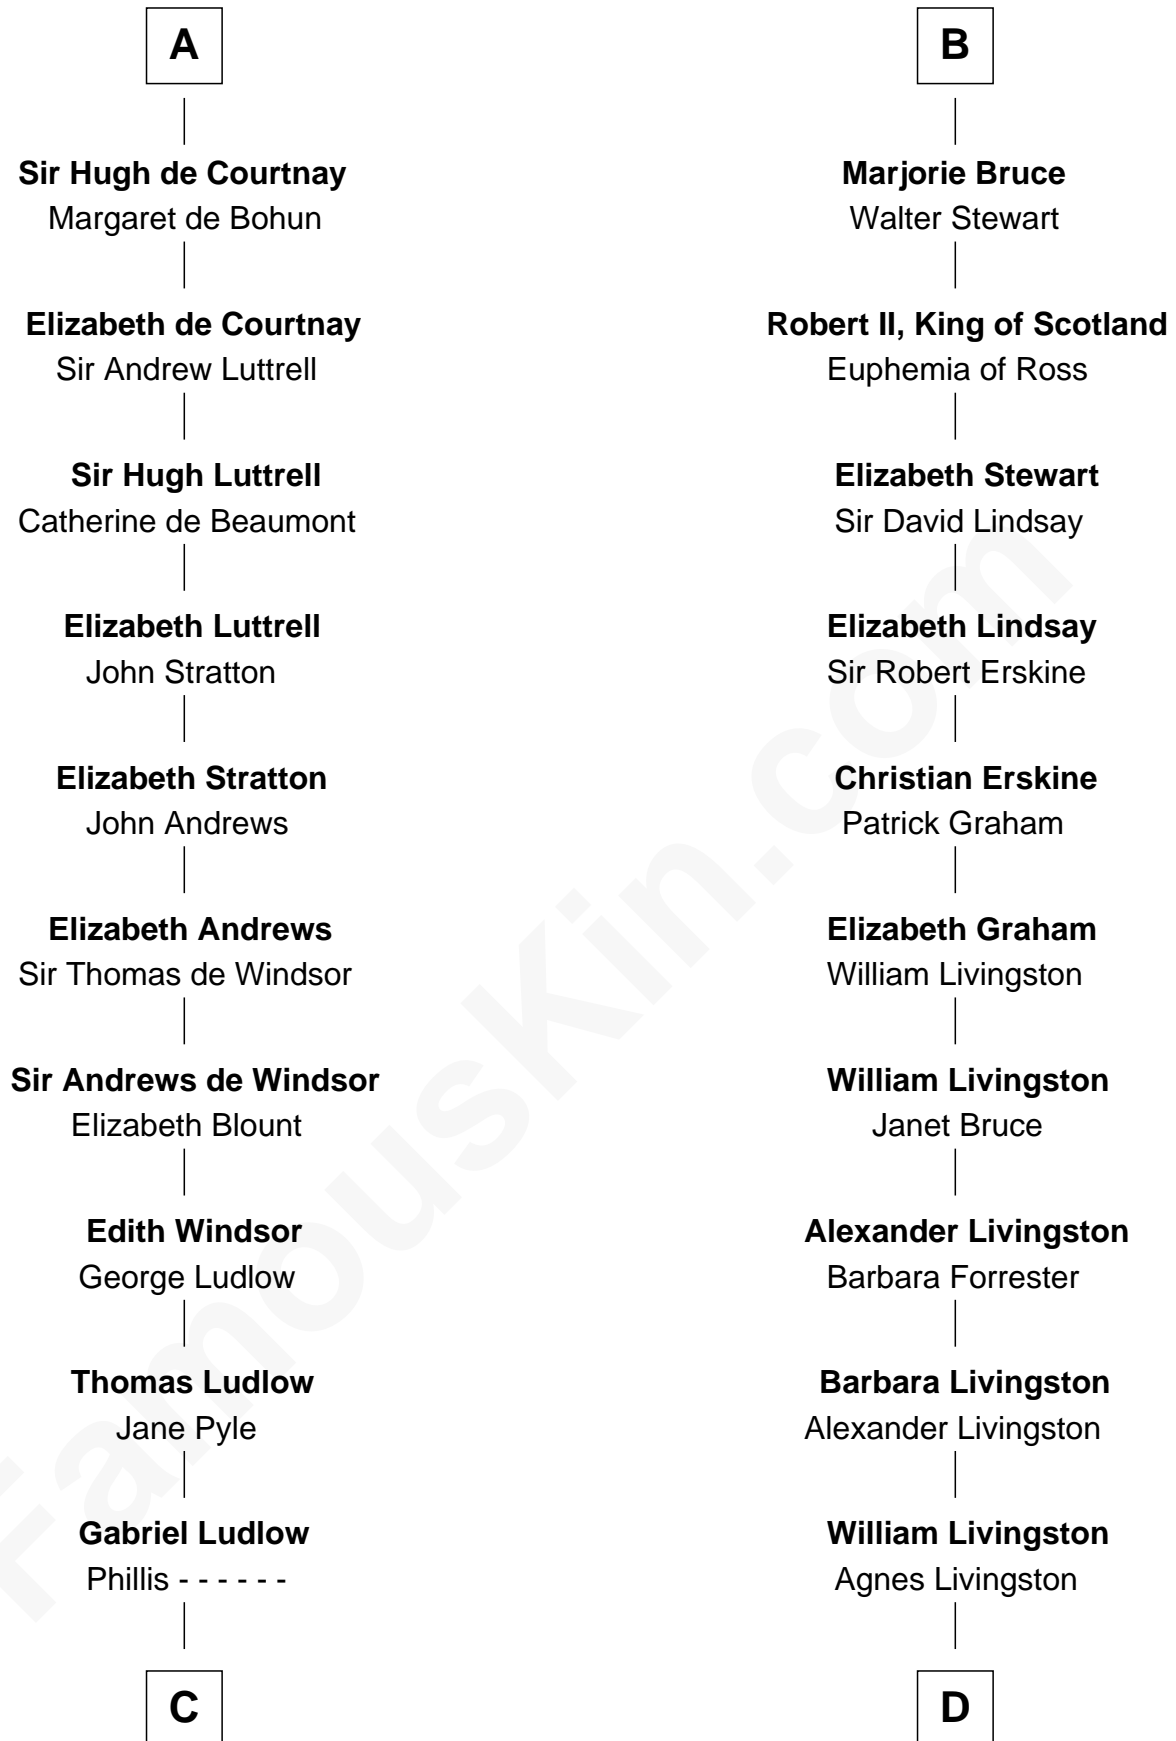 A
Sir Hugh de Courtnay
Margaret de Bohun
Elizabeth de Courtnay
Sir Andrew Luttrell
Sir Hugh Luttrell
Catherine de Beaumont
Elizabeth Luttrell
John Stratton
Elizabeth Stratton
John Andrews
Elizabeth Andrews
Sir Thomas de Windsor
Sir Andrews de Windsor
Elizabeth Blount
Edith Windsor
George Ludlow
Thomas Ludlow
Jane Pyle
Gabriel Ludlow
Phillis - - - - - -
C
B
Marjorie Bruce
Walter Stewart
Robert II, King of Scotland
Euphemia of Ross
Elizabeth Stewart
Sir David Lindsay
Elizabeth Lindsay
Sir Robert Erskine
Christian Erskine
Patrick Graham
Elizabeth Graham
William Livingston
William Livingston
Janet Bruce
Alexander Livingston
Barbara Forrester
Barbara Livingston
Alexander Livingston
William Livingston
Agnes Livingston
D
FamousKin.com